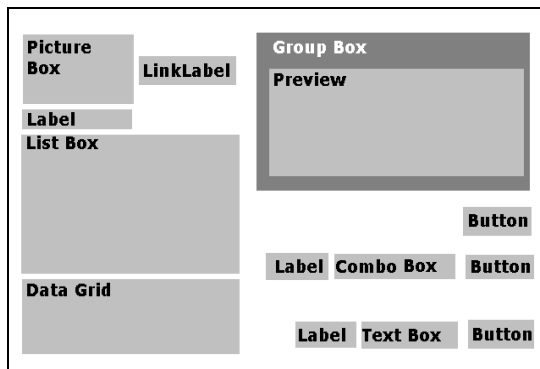 Picture
Box
LinkLabel
Label
List Box
Data Grid
Group Box
Preview
Button
Label Combo Box Button
Label Text Box Button